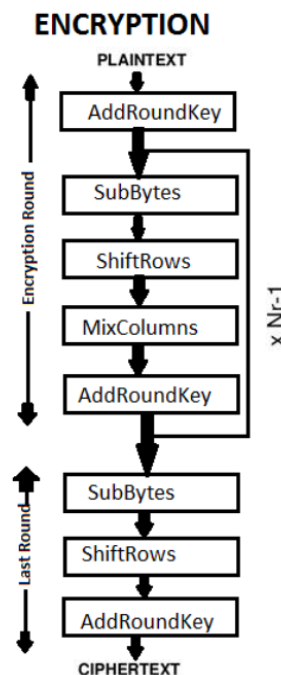 ENCRYPTION
PLAINTEXT
AddRoundKey
SubBytes
ShiftRows
MixColumns
AddRoundKey
Encryption Round
x Nr-1
SubBytes
ShiftRows
AddRoundKey
Last Round
CIPHERTEXT